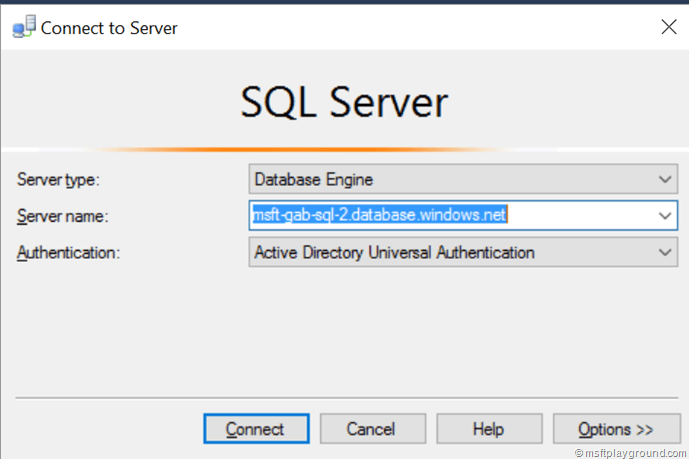 Connect to Server
SQL Server
Server type: Database Engine
Server name: msft-gab-sql-2.database.windows.net
Authentication: Active Directory Universal Authentication
Connect Cancel Help Options >>
© msftplayground.com